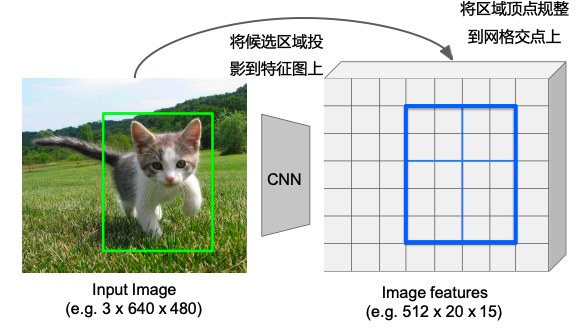 将区域顶点规整
到网格交点上
将候选区域投
影到特征图上
CNN
Input Image
(e.g. 3 x 640 x 480)
Image features
(e.g. 512 x 20 x 15)